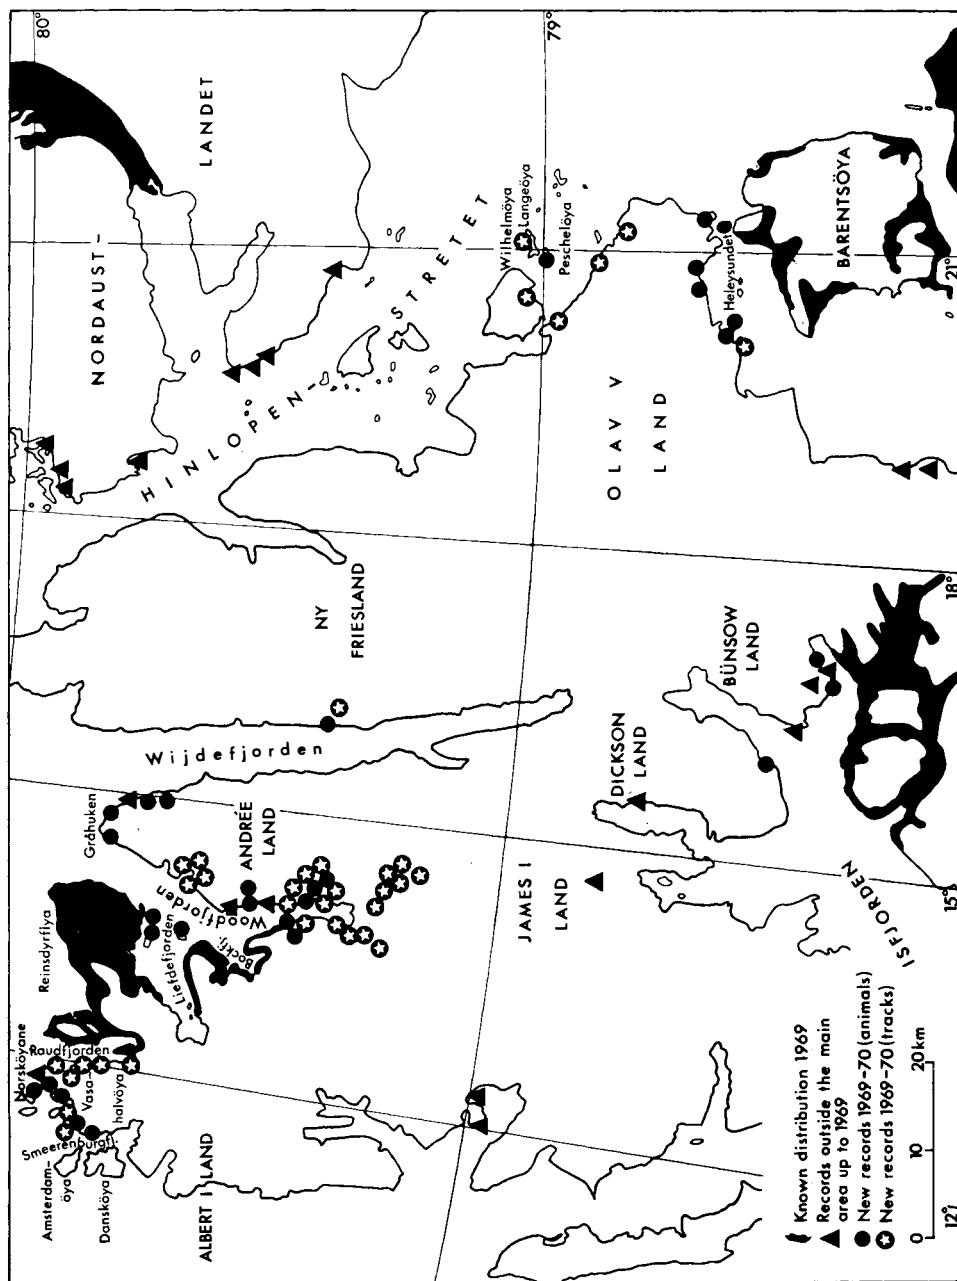 80°
79°
NORDAUST-
LANDET
HINLOPEN-
STRETET
Wilhelmöya
Langeöya
Peschelöya
Heleysundet
BARENTSÖYA
21°
OLAV V
LAND
NY
FRIESLAND
18°
BÜNSOW
LAND
Wijdefjorden
DICKSON
LAND
Gråhuken
ANDRÉE
LAND
Woodfjorden
JAMES I
LAND
ISFJORDEN
15°
Reinsdyrflya
Liefdefjorden
Bockfj.
Norsköyane
Raudfjorden
Vasa-
halvöya
Smeerenburgfj.
Amsterdam-
öya
Dansköya
ALBERT I LAND
Known distribution 1969
Records outside the main
area up to 1969
New records 1969-70 (animals)
New records 1969-70 (tracks)
0 10 20 km
12°